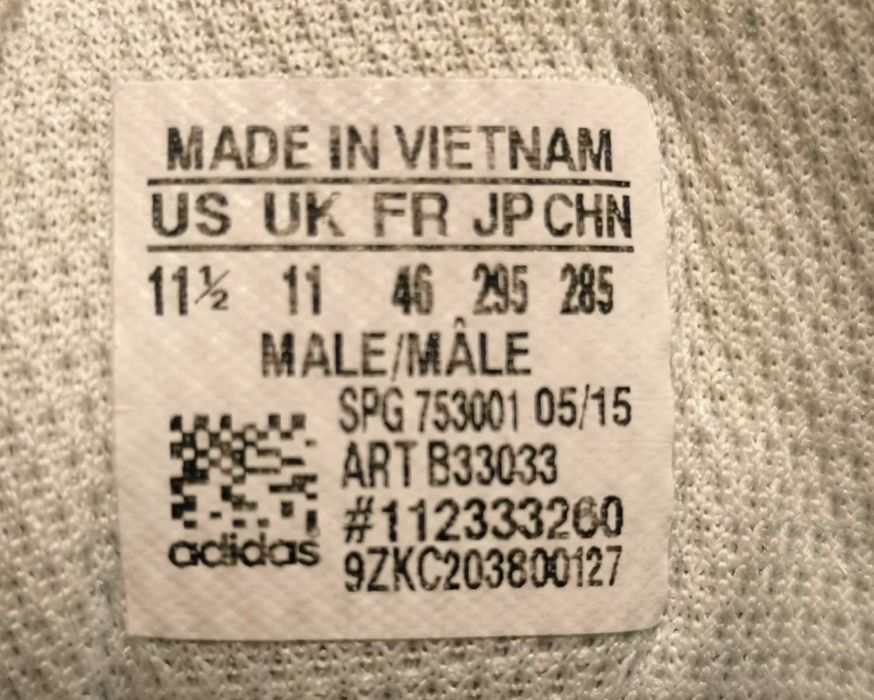 MADE IN VIETNAM
US UK FR JP CHN
11½ 11 46 295 285
MALE/MÂLE
SPG 753001 05/15
ART B33033
#112333260
adidas 9ZKC203800127